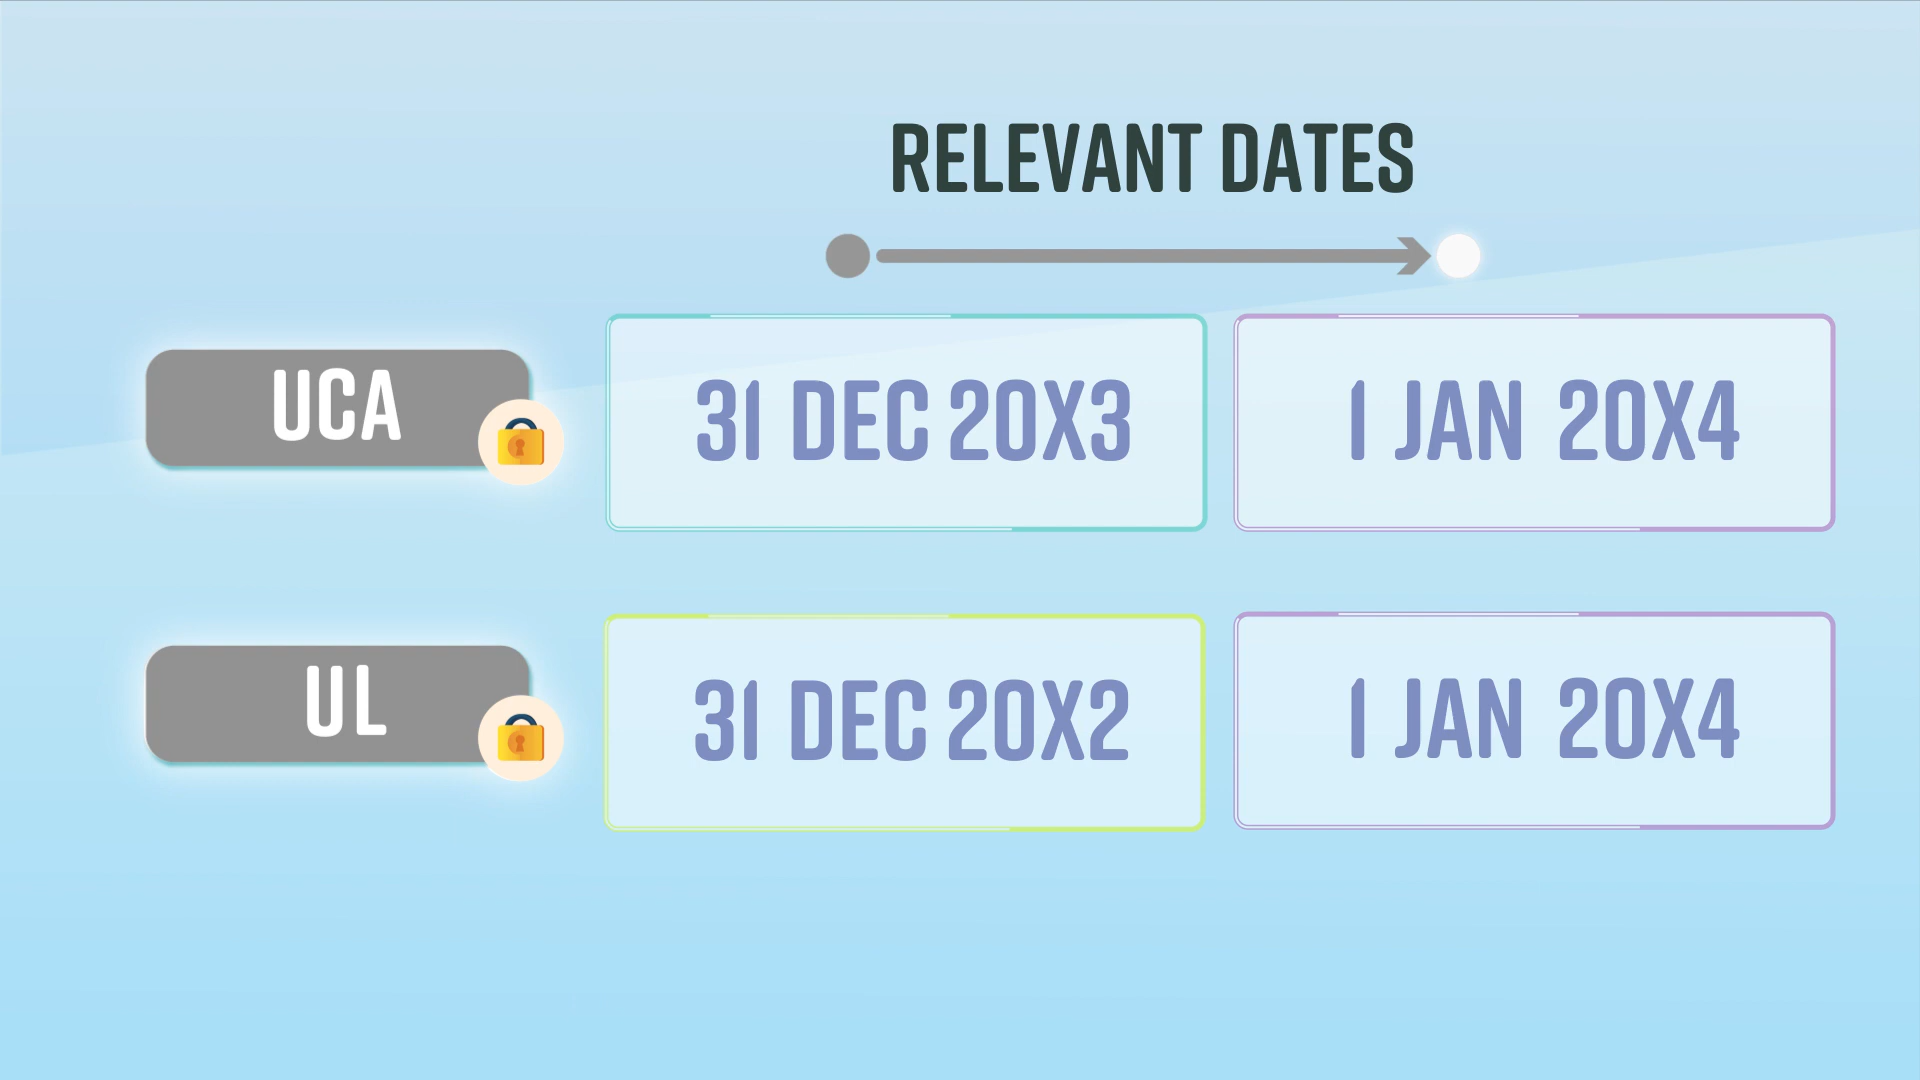 RELEVANT DATES
UCA
31 DEC 20X3
1 JAN 20X4
UL
31 DEC 20X2
1 JAN 20X4